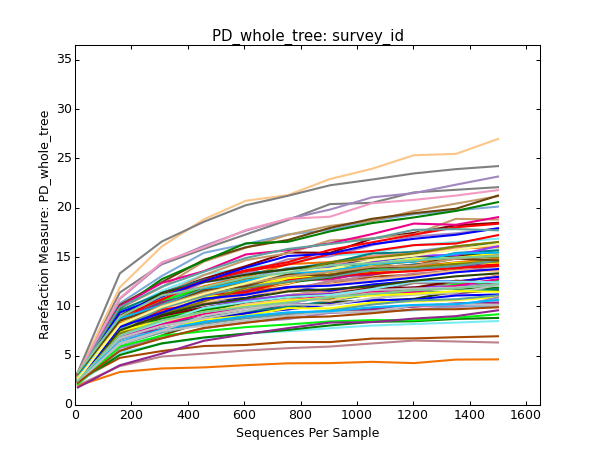 PD_whole_tree: survey_id
Rarefaction Measure: PD_whole_tree
35
30
25
20
15
10
5
0
0 200 400 600 800 1000 1200 1400 1600
Sequences Per Sample